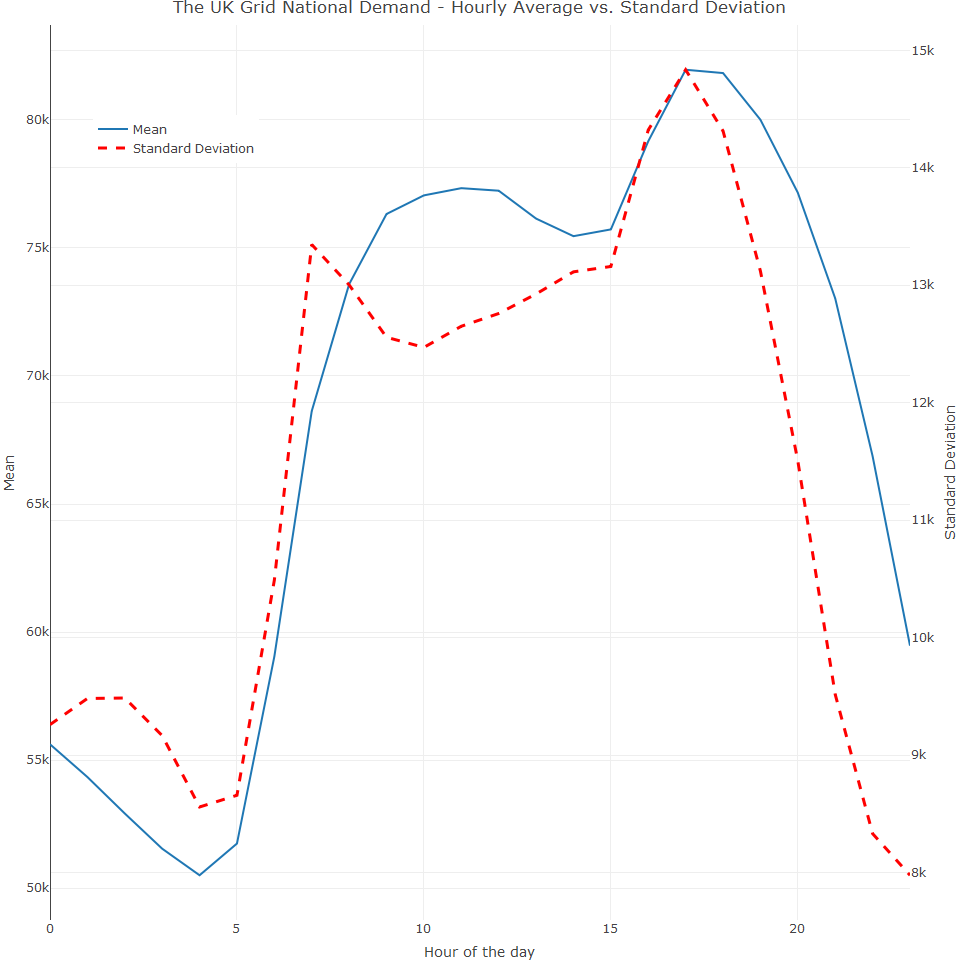 The UK Grid National Demand - Hourly Average vs. Standard Deviation
Mean
Standard Deviation
80k
75k
70k
65k
60k
55k
50k
Mean
15k
14k
13k
12k
11k
10k
9k
8k
Standard Deviation
0 5 10 15 20
Hour of the day